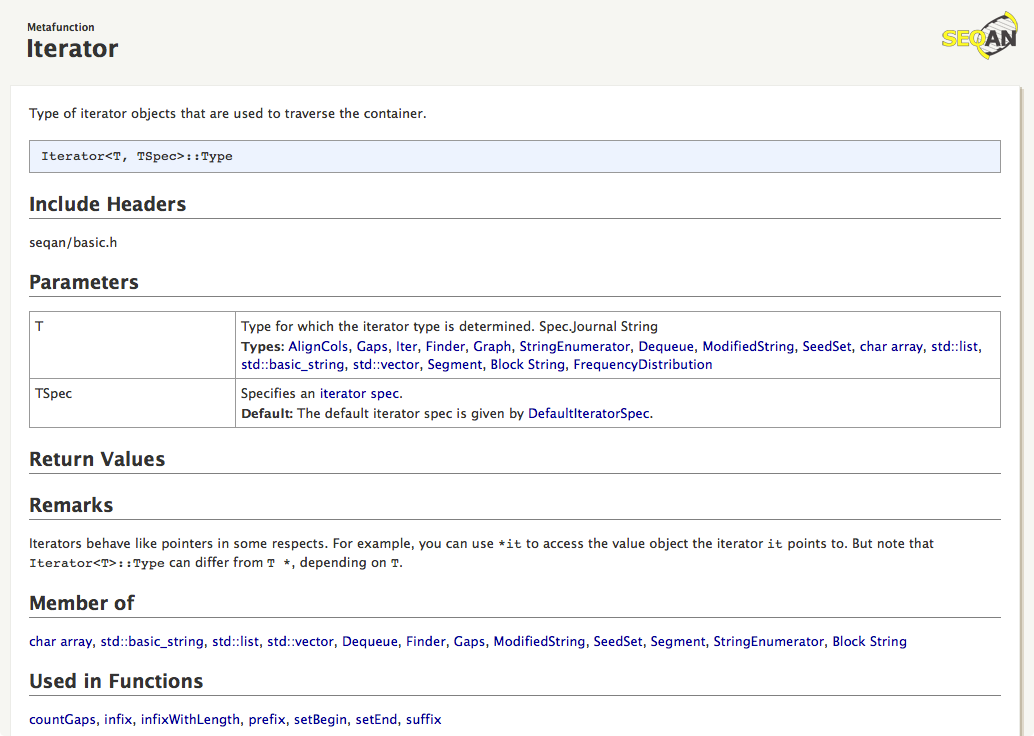 Metafunction
Iterator
SEQAN
Type of iterator objects that are used to traverse the container.
Iterator<T, TSpec>::Type
Include Headers
seqan/basic.h
Parameters
T
Type for which the iterator type is determined. Spec.Journal String
Types: AlignCols, Gaps, Iter, Finder, Graph, StringEnumerator, Dequeue, ModifiedString, SeedSet, char array, std::list,
std::basic_string, std::vector, Segment, Block String, FrequencyDistribution
TSpec
Specifies an iterator spec.
Default: The default iterator spec is given by DefaultIteratorSpec.
Return Values
Remarks
Iterators behave like pointers in some respects. For example, you can use *it to access the value object the iterator it points to. But note that
Iterator<T>::Type can differ from T *, depending on T.
Member of
char array, std::basic_string, std::list, std::vector, Dequeue, Finder, Gaps, ModifiedString, SeedSet, Segment, StringEnumerator, Block String
Used in Functions
countGaps, infix, infixWithLength, prefix, setBegin, setEnd, suffix